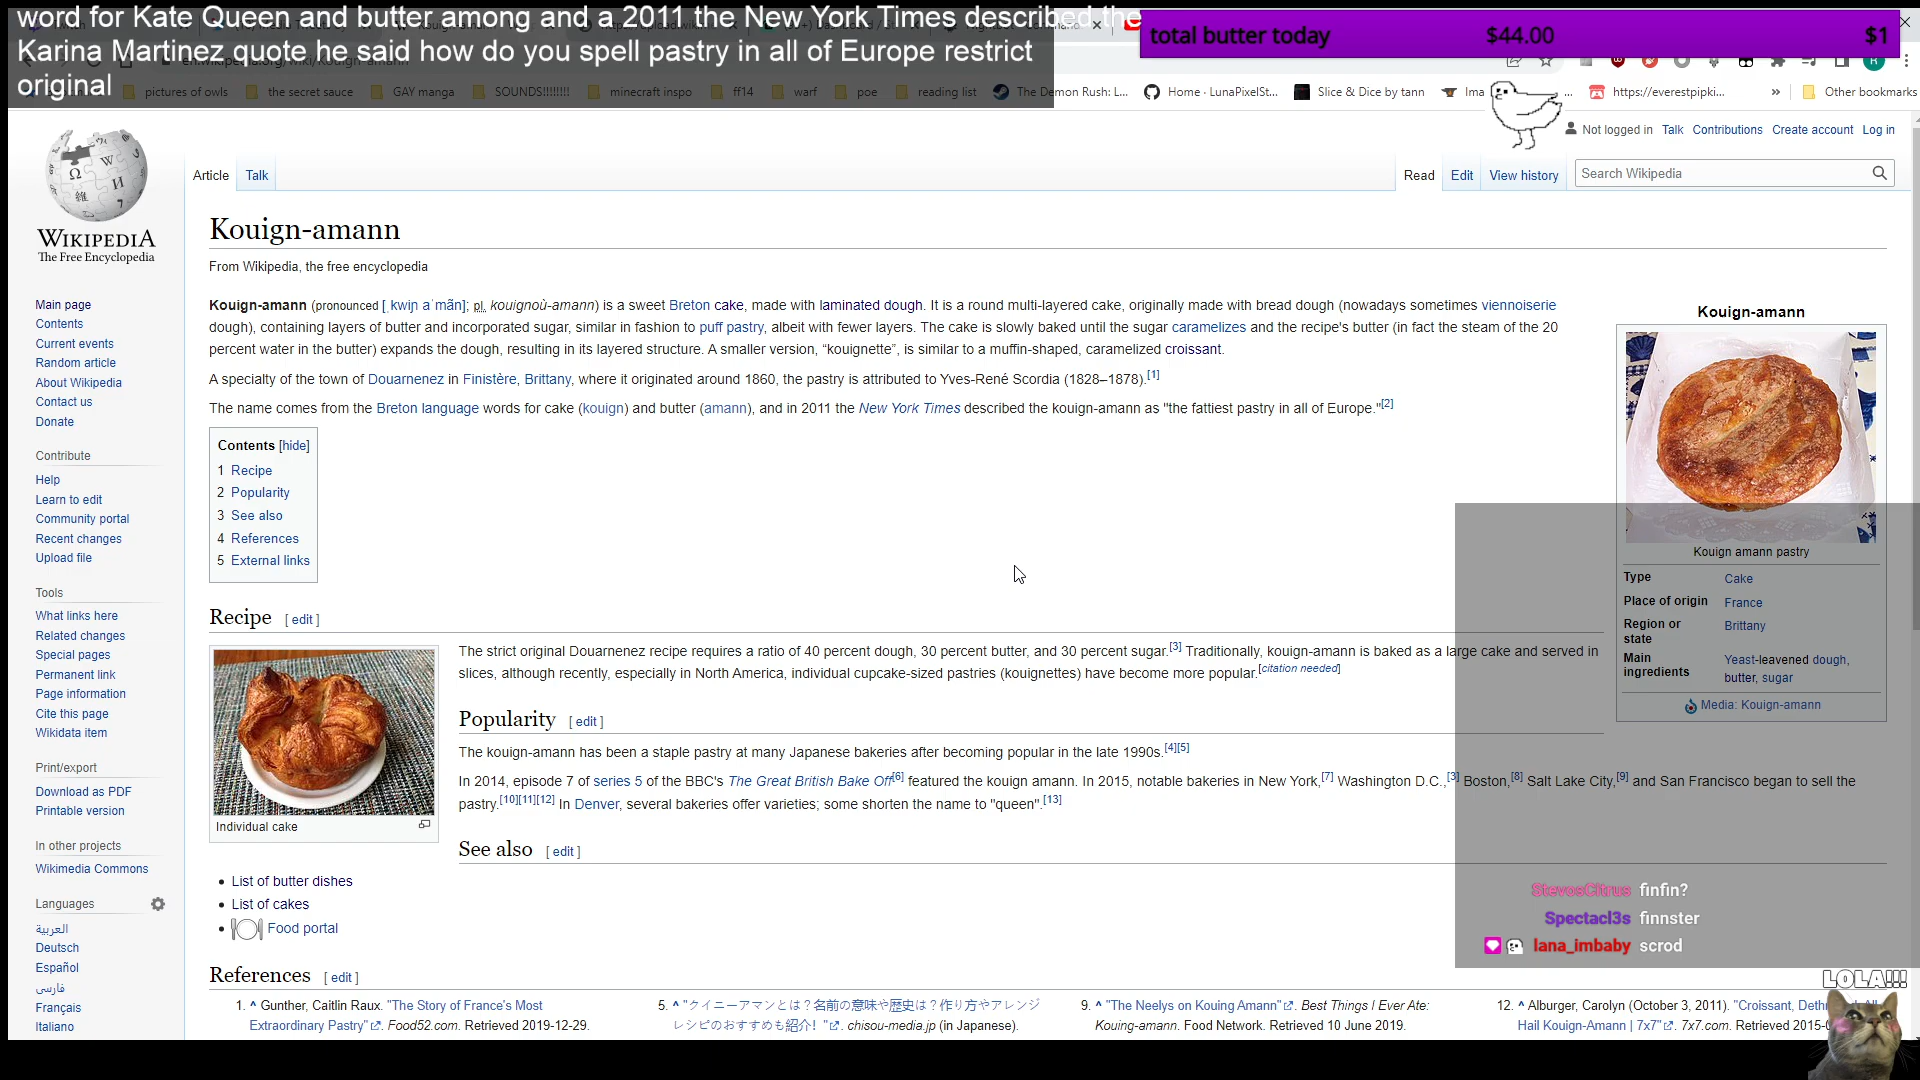 word for Kate Queen and butter among and a 2011 the New York Times described the
Karina Martinez quote he said how do you spell pastry in all of Europe restrict
original
total butter today $44.00 $1
pictures of owls the secret sauce GAY manga SOUNDS!!!!!!!! minecraft inspo ff14 warf poe reading list The Demon Rush: L... Home · LunaPixelSt... Slice & Dice by tann Ima ... https://everestpipki... » Other bookmarks
Not logged in Talk Contributions Create account Log in
Article Talk Read Edit View history Search Wikipedia
WIKIPEDIA
The Free Encyclopedia
Main page
Contents
Current events
Random article
About Wikipedia
Contact us
Donate
Contribute
Help
Learn to edit
Community portal
Recent changes
Upload file
Tools
What links here
Related changes
Special pages
Permanent link
Page information
Cite this page
Wikidata item
Print/export
Download as PDF
Printable version
In other projects
Wikimedia Commons
Languages
العربية
Deutsch
Español
فارسی
Français
Italiano
Kouign-amann
From Wikipedia, the free encyclopedia
Kouign-amann (pronounced [ˌkwiɲ aˈmãn]; pl. kouignoù-amann) is a sweet Breton cake, made with laminated dough. It is a round multi-layered cake, originally made with bread dough (nowadays sometimes viennoiserie
dough), containing layers of butter and incorporated sugar, similar in fashion to puff pastry, albeit with fewer layers. The cake is slowly baked until the sugar caramelizes and the recipe's butter (in fact the steam of the 20
percent water in the butter) expands the dough, resulting in its layered structure. A smaller version, “kouignette”, is similar to a muffin-shaped, caramelized croissant.
A specialty of the town of Douarnenez in Finistère, Brittany, where it originated around 1860, the pastry is attributed to Yves-René Scordia (1828–1878).[1]
The name comes from the Breton language words for cake (kouign) and butter (amann), and in 2011 the New York Times described the kouign-amann as "the fattiest pastry in all of Europe."[2]
Contents [hide]
1 Recipe
2 Popularity
3 See also
4 References
5 External links
Kouign-amann
Kouign amann pastry
Type Cake
Place of origin France
Region or state Brittany
Main ingredients Yeast-leavened dough, butter, sugar
Media: Kouign-amann
Recipe [ edit ]
The strict original Douarnenez recipe requires a ratio of 40 percent dough, 30 percent butter, and 30 percent sugar.[3] Traditionally, kouign-amann is baked as a large cake and served in
slices, although recently, especially in North America, individual cupcake-sized pastries (kouignettes) have become more popular.[citation needed]
Individual cake
Popularity [ edit ]
The kouign-amann has been a staple pastry at many Japanese bakeries after becoming popular in the late 1990s.[4][5]
In 2014, episode 7 of series 5 of the BBC's The Great British Bake Off[6] featured the kouign amann. In 2015, notable bakeries in New York,[7] Washington D.C.,[3] Boston,[8] Salt Lake City,[9] and San Francisco began to sell the
pastry.[10][11][12] In Denver, several bakeries offer varieties; some shorten the name to "queen".[13]
See also [ edit ]
List of butter dishes
List of cakes
Food portal
StevosCitrus finfin?
Spectacl3s finnster
lana_imbaby scrod
LOLA!!!
References [ edit ]
1. ^ Gunther, Caitlin Raux. "The Story of France's Most
Extraordinary Pastry". Food52.com. Retrieved 2019-12-29.
5. ^ "クイニーアマンとは？名前の意味や歴史は？作り方やアレンジ
レシピのおすすめも紹介！". chisou-media.jp (in Japanese).
9. ^ "The Neelys on Kouing Amann". Best Things I Ever Ate:
Kouing-amann. Food Network. Retrieved 10 June 2019.
12. ^ Alburger, Carolyn (October 3, 2011). "Croissant,
Hail Kouign-Amann | 7x7". 7x7.com. Retrieved